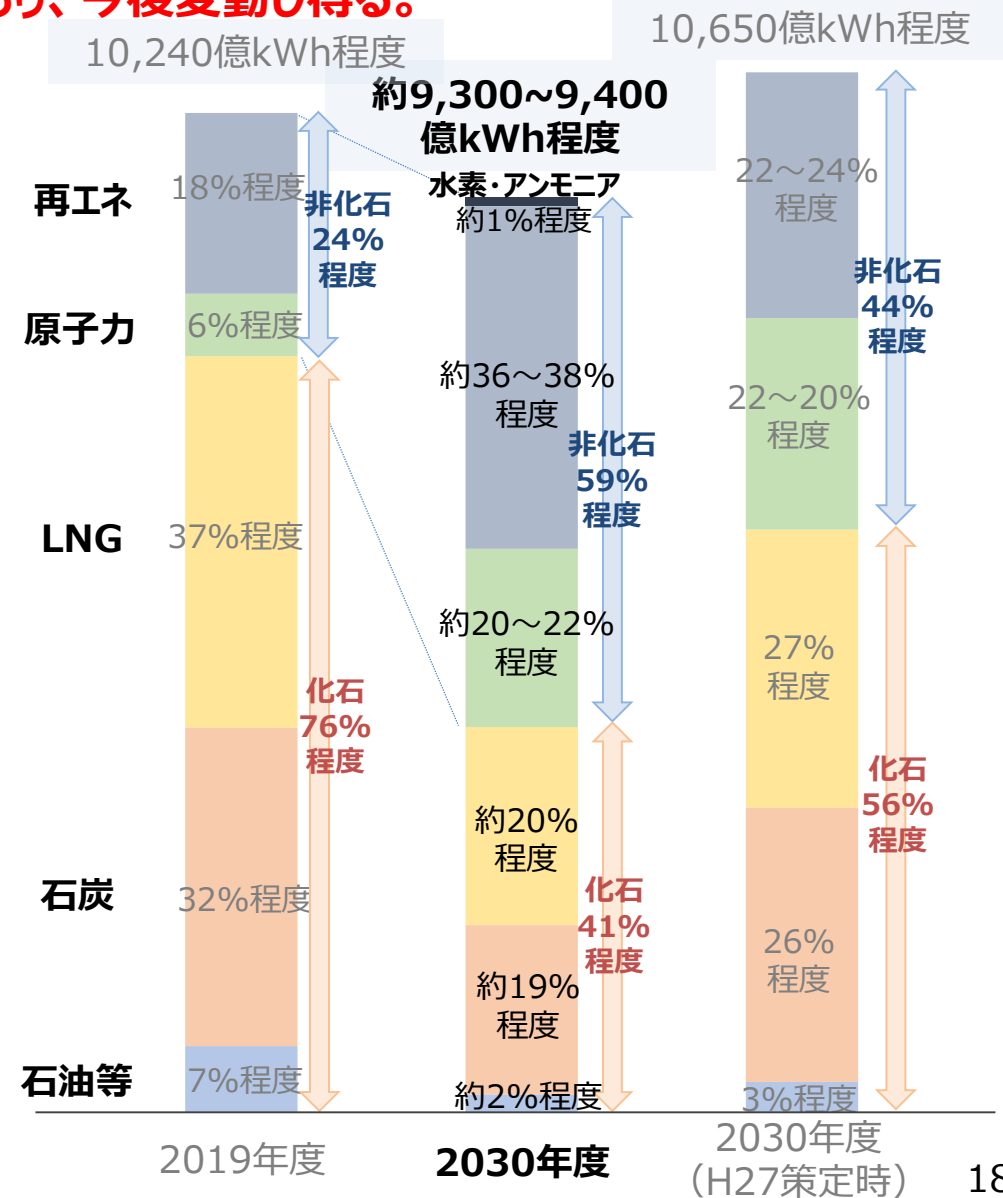 り、今後変動し得る。
10,240億kWh程度
10,650億kWh程度
約9,300~9,400
億kWh程度
水素・アンモニア
約1%程度
再エネ
原子力
LNG
石炭
石油等
18%程度
6%程度
37%程度
32%程度
7%程度
非化石
24%
程度
化石
76%
程度
約36～38%
程度
約20～22%
程度
約20%
程度
約19%
程度
約2%程度
非化石
59%
程度
化石
41%
程度
22～24%
程度
22～20%
程度
27%
程度
26%
程度
3%程度
非化石
44%
程度
化石
56%
程度
2019年度
2030年度
2030年度
（H27策定時）
18